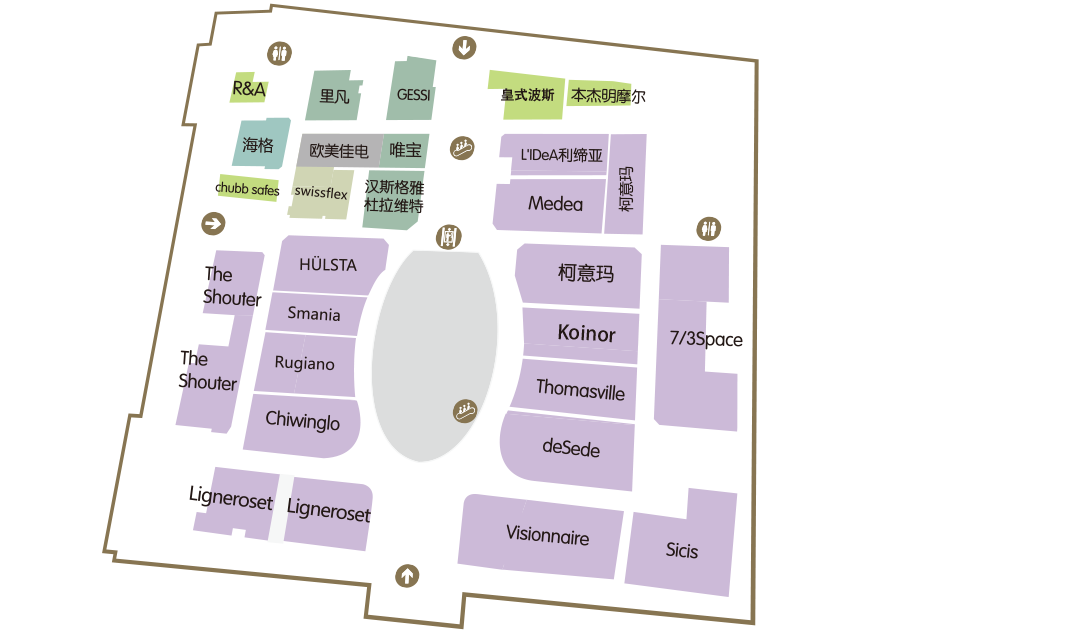 R&A
里凡
GESSI
皇式波斯
本杰明摩尔
海格
欧美佳电
唯宝
L'IDeA利缔亚
柯意玛
chubb safes
swissflex
汉斯格雅
杜拉维特
Medea
HÜLSTA
柯意玛
The
Shouter
Smania
Koinor
7/3Space
Rugiano
The
Shouter
Thomasville
Chiwinglo
deSede
Ligneroset
Ligneroset
Visionnaire
Sicis